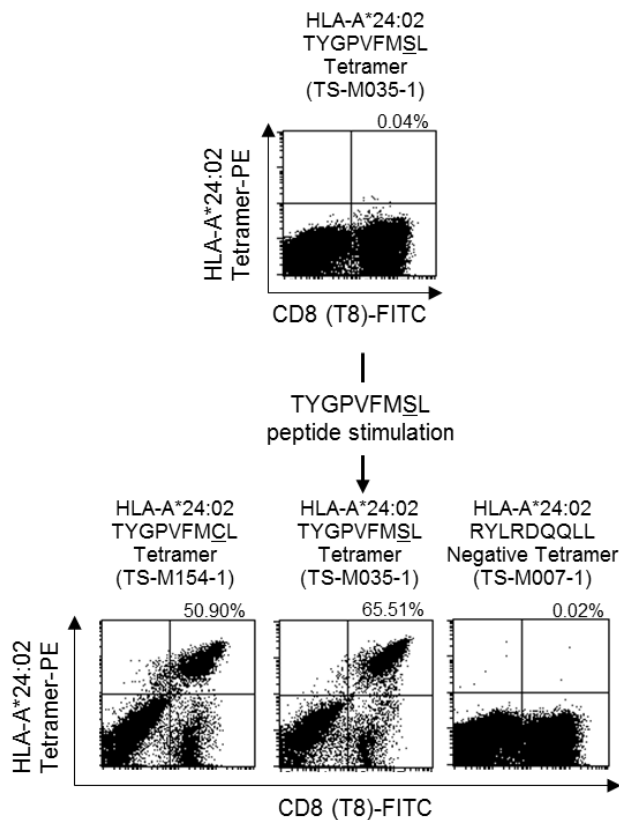 HLA-A*24:02
TYGPVFMSL
Tetramer
(TS-M035-1)
0.04%
HLA-A*24:02
Tetramer-PE
CD8 (T8)-FITC
TYGPVFMSL
peptide stimulation
HLA-A*24:02
TYGPVFMCL
Tetramer
(TS-M154-1)
50.90%
HLA-A*24:02
TYGPVFMSL
Tetramer
(TS-M035-1)
65.51%
HLA-A*24:02
RYLRDQQLL
Negative Tetramer
(TS-M007-1)
0.02%
HLA-A*24:02
Tetramer-PE
CD8 (T8)-FITC